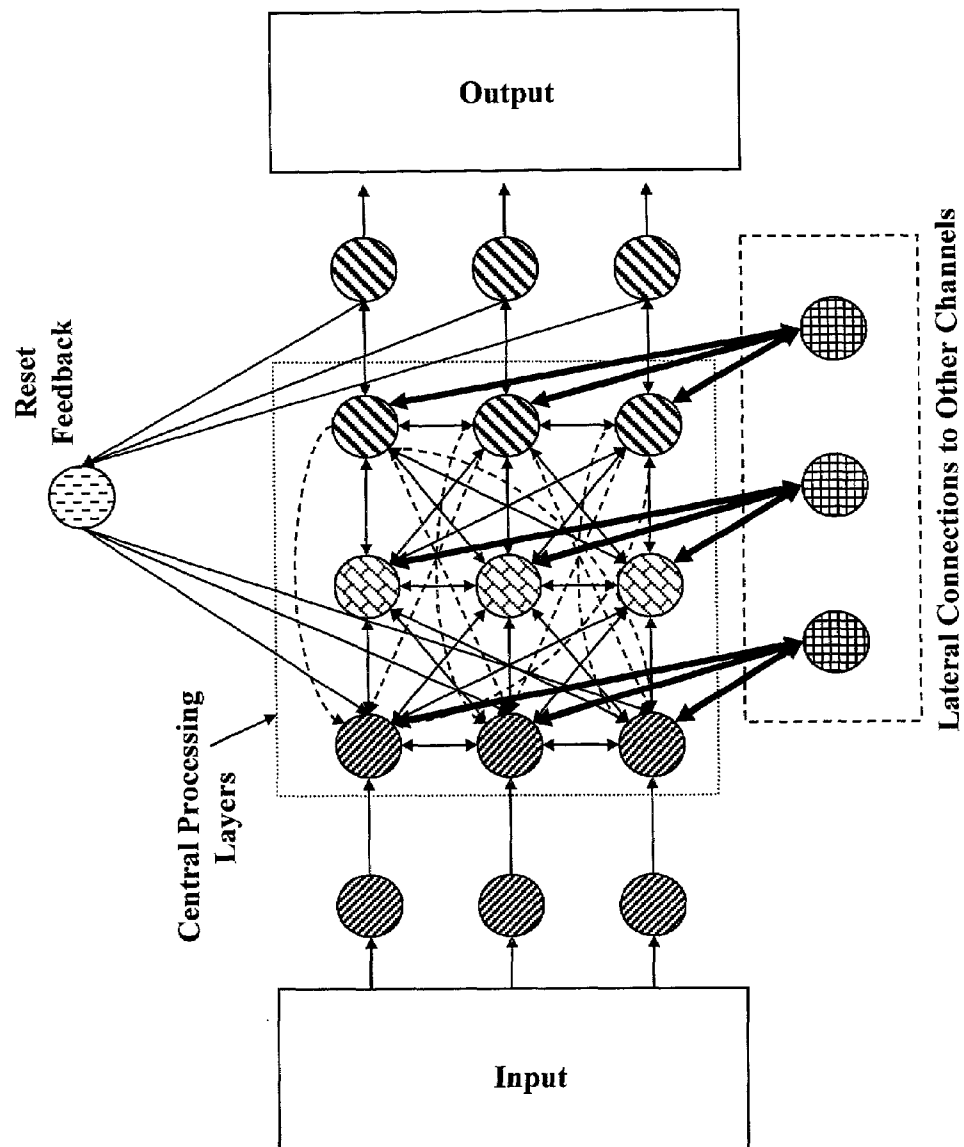 Output
Reset
Feedback
Central Processing
Layers
Lateral Connections to Other Channels
Input